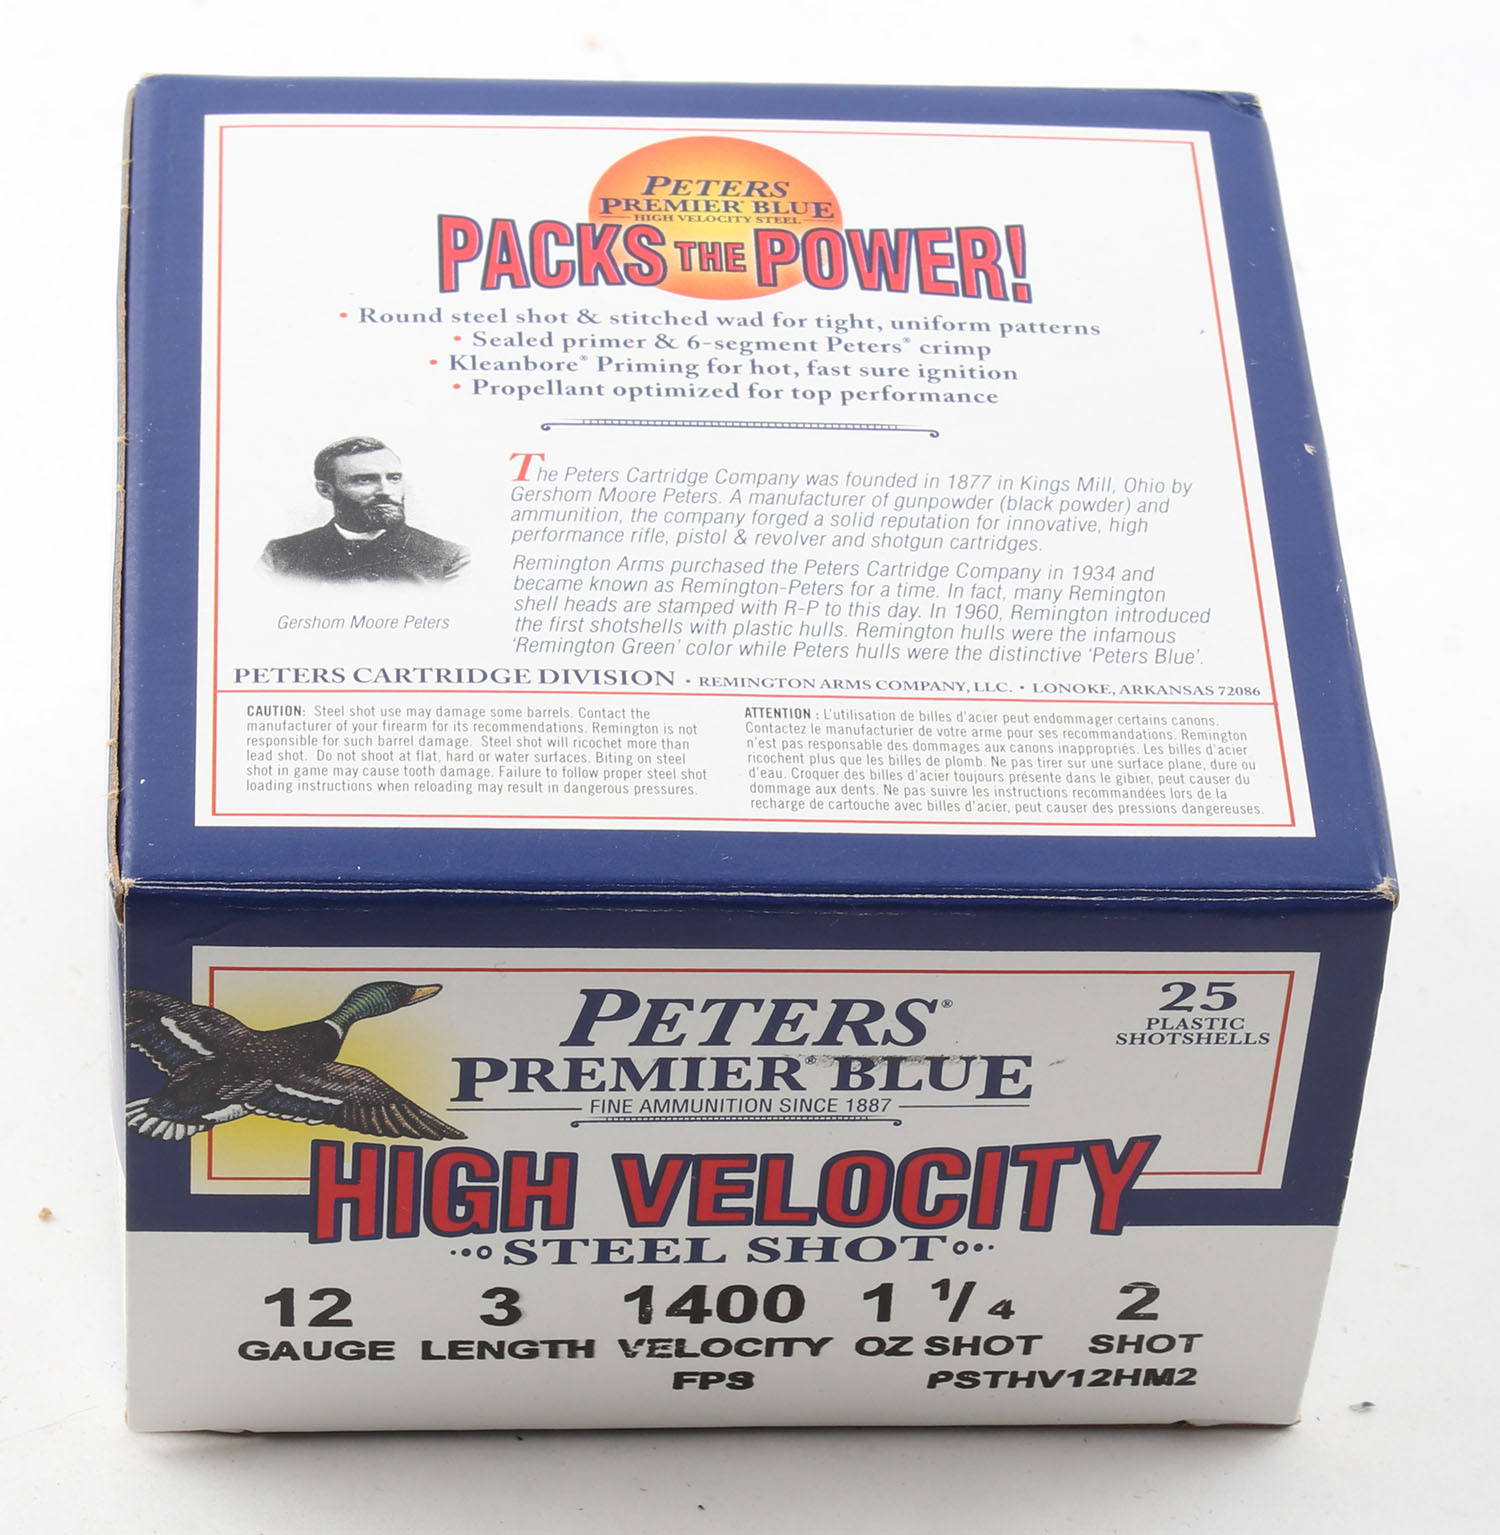 PETERS
PREMIER BLUE
HIGH VELOCITY STEEL
PACKS THE POWER!
• Round steel shot & stitched wad for tight, uniform patterns
• Sealed primer & 6-segment Peters® crimp
• Kleanbore® Priming for hot, fast sure ignition
• Propellant optimized for top performance
The Peters Cartridge Company was founded in 1877 in Kings Mill, Ohio by
Gershom Moore Peters. A manufacturer of gunpowder (black powder) and
ammunition, the company forged a solid reputation for innovative, high
performance rifle, pistol & revolver and shotgun cartridges.
Remington Arms purchased the Peters Cartridge Company in 1934 and
became known as Remington-Peters for a time. In fact, many Remington
shell heads are stamped with R-P to this day. In 1960, Remington introduced
the first shotshells with plastic hulls. Remington hulls were the infamous
'Remington Green' color while Peters hulls were the distinctive 'Peters Blue'.
Gershom Moore Peters
PETERS CARTRIDGE DIVISION • REMINGTON ARMS COMPANY, LLC. • LONOKE, ARKANSAS 72086
CAUTION: Steel shot use may damage some barrels. Contact the
manufacturer of your firearm for its recommendations. Remington is not
responsible for such barrel damage. Steel shot will ricochet more than
lead shot. Do not shoot at flat, hard or water surfaces. Biting on steel
shot in game may cause tooth damage. Failure to follow proper steel shot
loading instructions when reloading may result in dangerous pressures.
ATTENTION : L'utilisation de billes d'acier peut endommager certains canons.
Contactez le manufacturier de votre arme pour ses recommandations. Remington
n'est pas responsable des dommages aux canons inappropriés. Les billes d'acier
ricochent plus que les billes de plomb. Ne pas tirer sur une surface plane, dure ou
d'eau. Croquer des billes d'acier toujours présente dans le gibier, peut causer du
dommage aux dents. Ne pas suivre les instructions recommandées lors de la
recharge de cartouche avec billes d'acier, peut causer des pressions dangereuses.
PETERS®
PREMIER® BLUE
FINE AMMUNITION SINCE 1887
25
PLASTIC
SHOTSHELLS
HIGH VELOCITY
STEEL SHOT
12 3 1400 1 1/4 2
GAUGE LENGTH VELOCITY OZ SHOT SHOT
FPS PSTHV12HM2